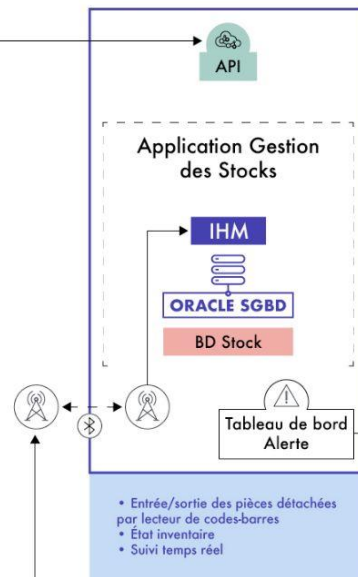 API
Application Gestion
des Stocks
IHM
ORACLE SGBD
BD Stock
Tableau de bord
Alerte
• Entrée/sortie des pièces détachées
par lecteur de codes-barres
• État inventaire
• Suivi temps réel